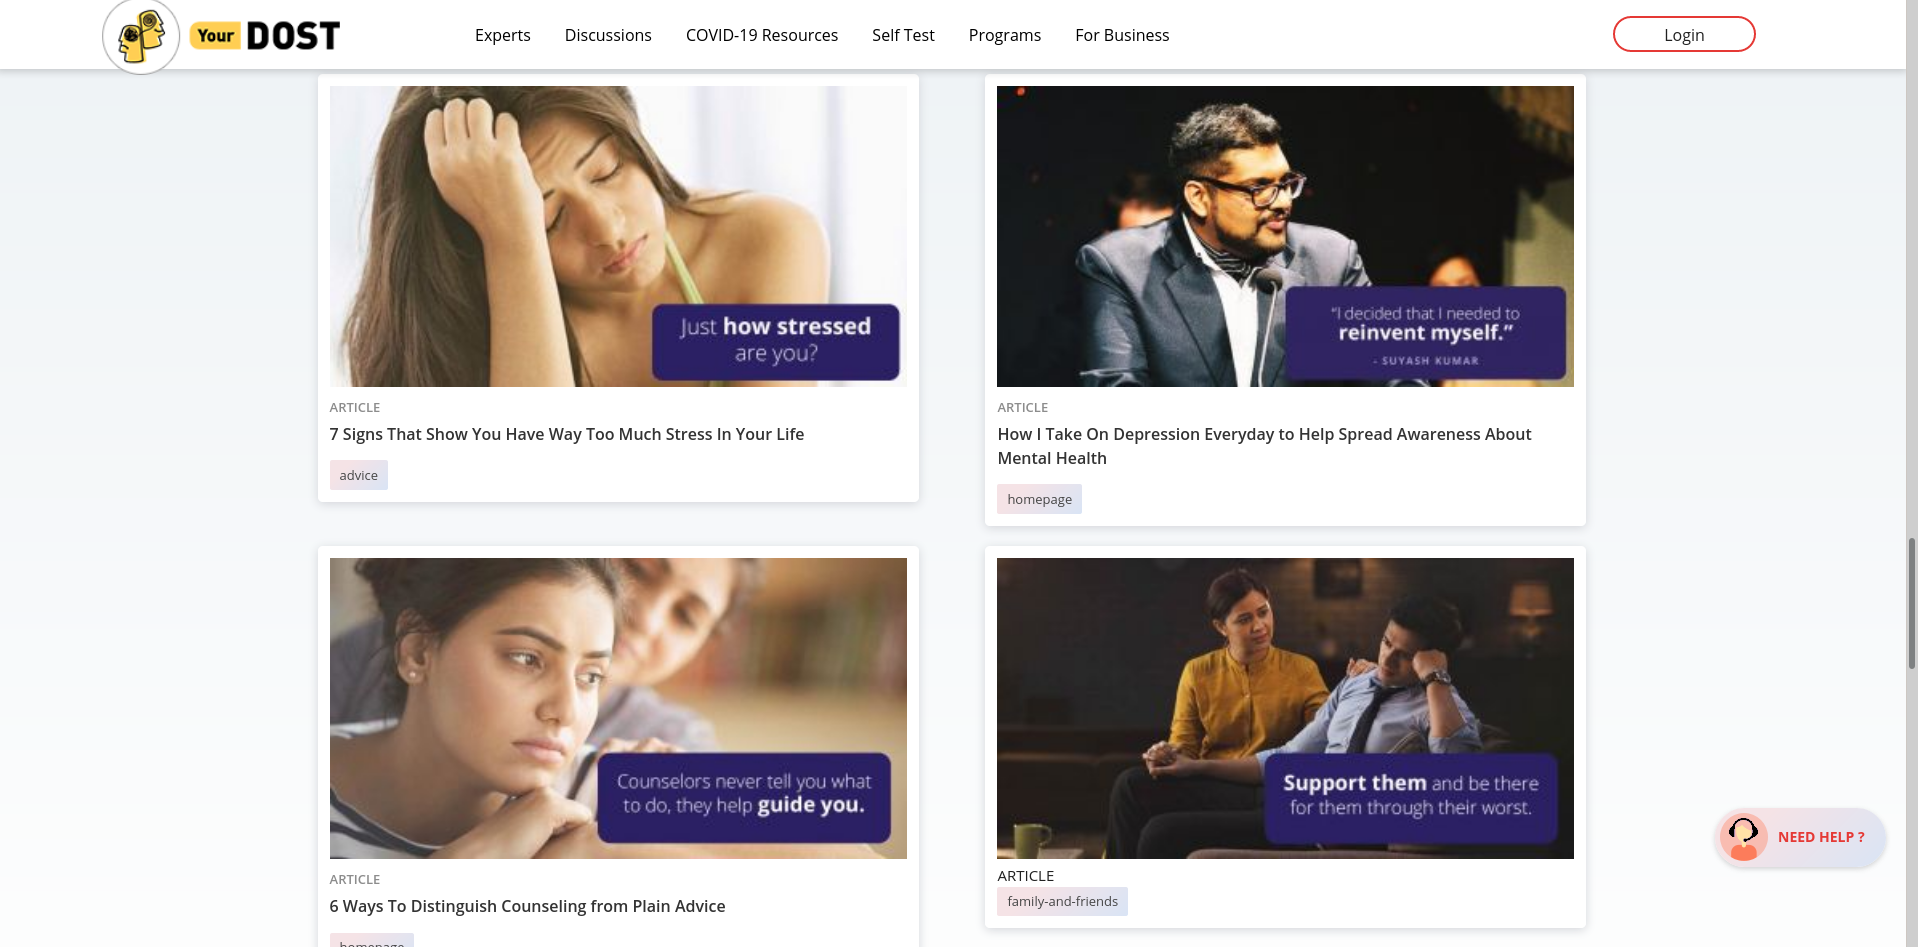 Your DOST
Experts
Discussions
COVID-19 Resources
Self Test
Programs
For Business
Login
Just how stressed
are you?
ARTICLE
7 Signs That Show You Have Way Too Much Stress In Your Life
advice
“I decided that I needed to
reinvent myself.”
- SUYASH KUMAR
ARTICLE
How I Take On Depression Everyday to Help Spread Awareness About
Mental Health
homepage
Counselors never tell you what
to do, they help guide you.
ARTICLE
6 Ways To Distinguish Counseling from Plain Advice
homepage
Support them and be there
for them through their worst.
ARTICLE
family-and-friends
NEED HELP ?